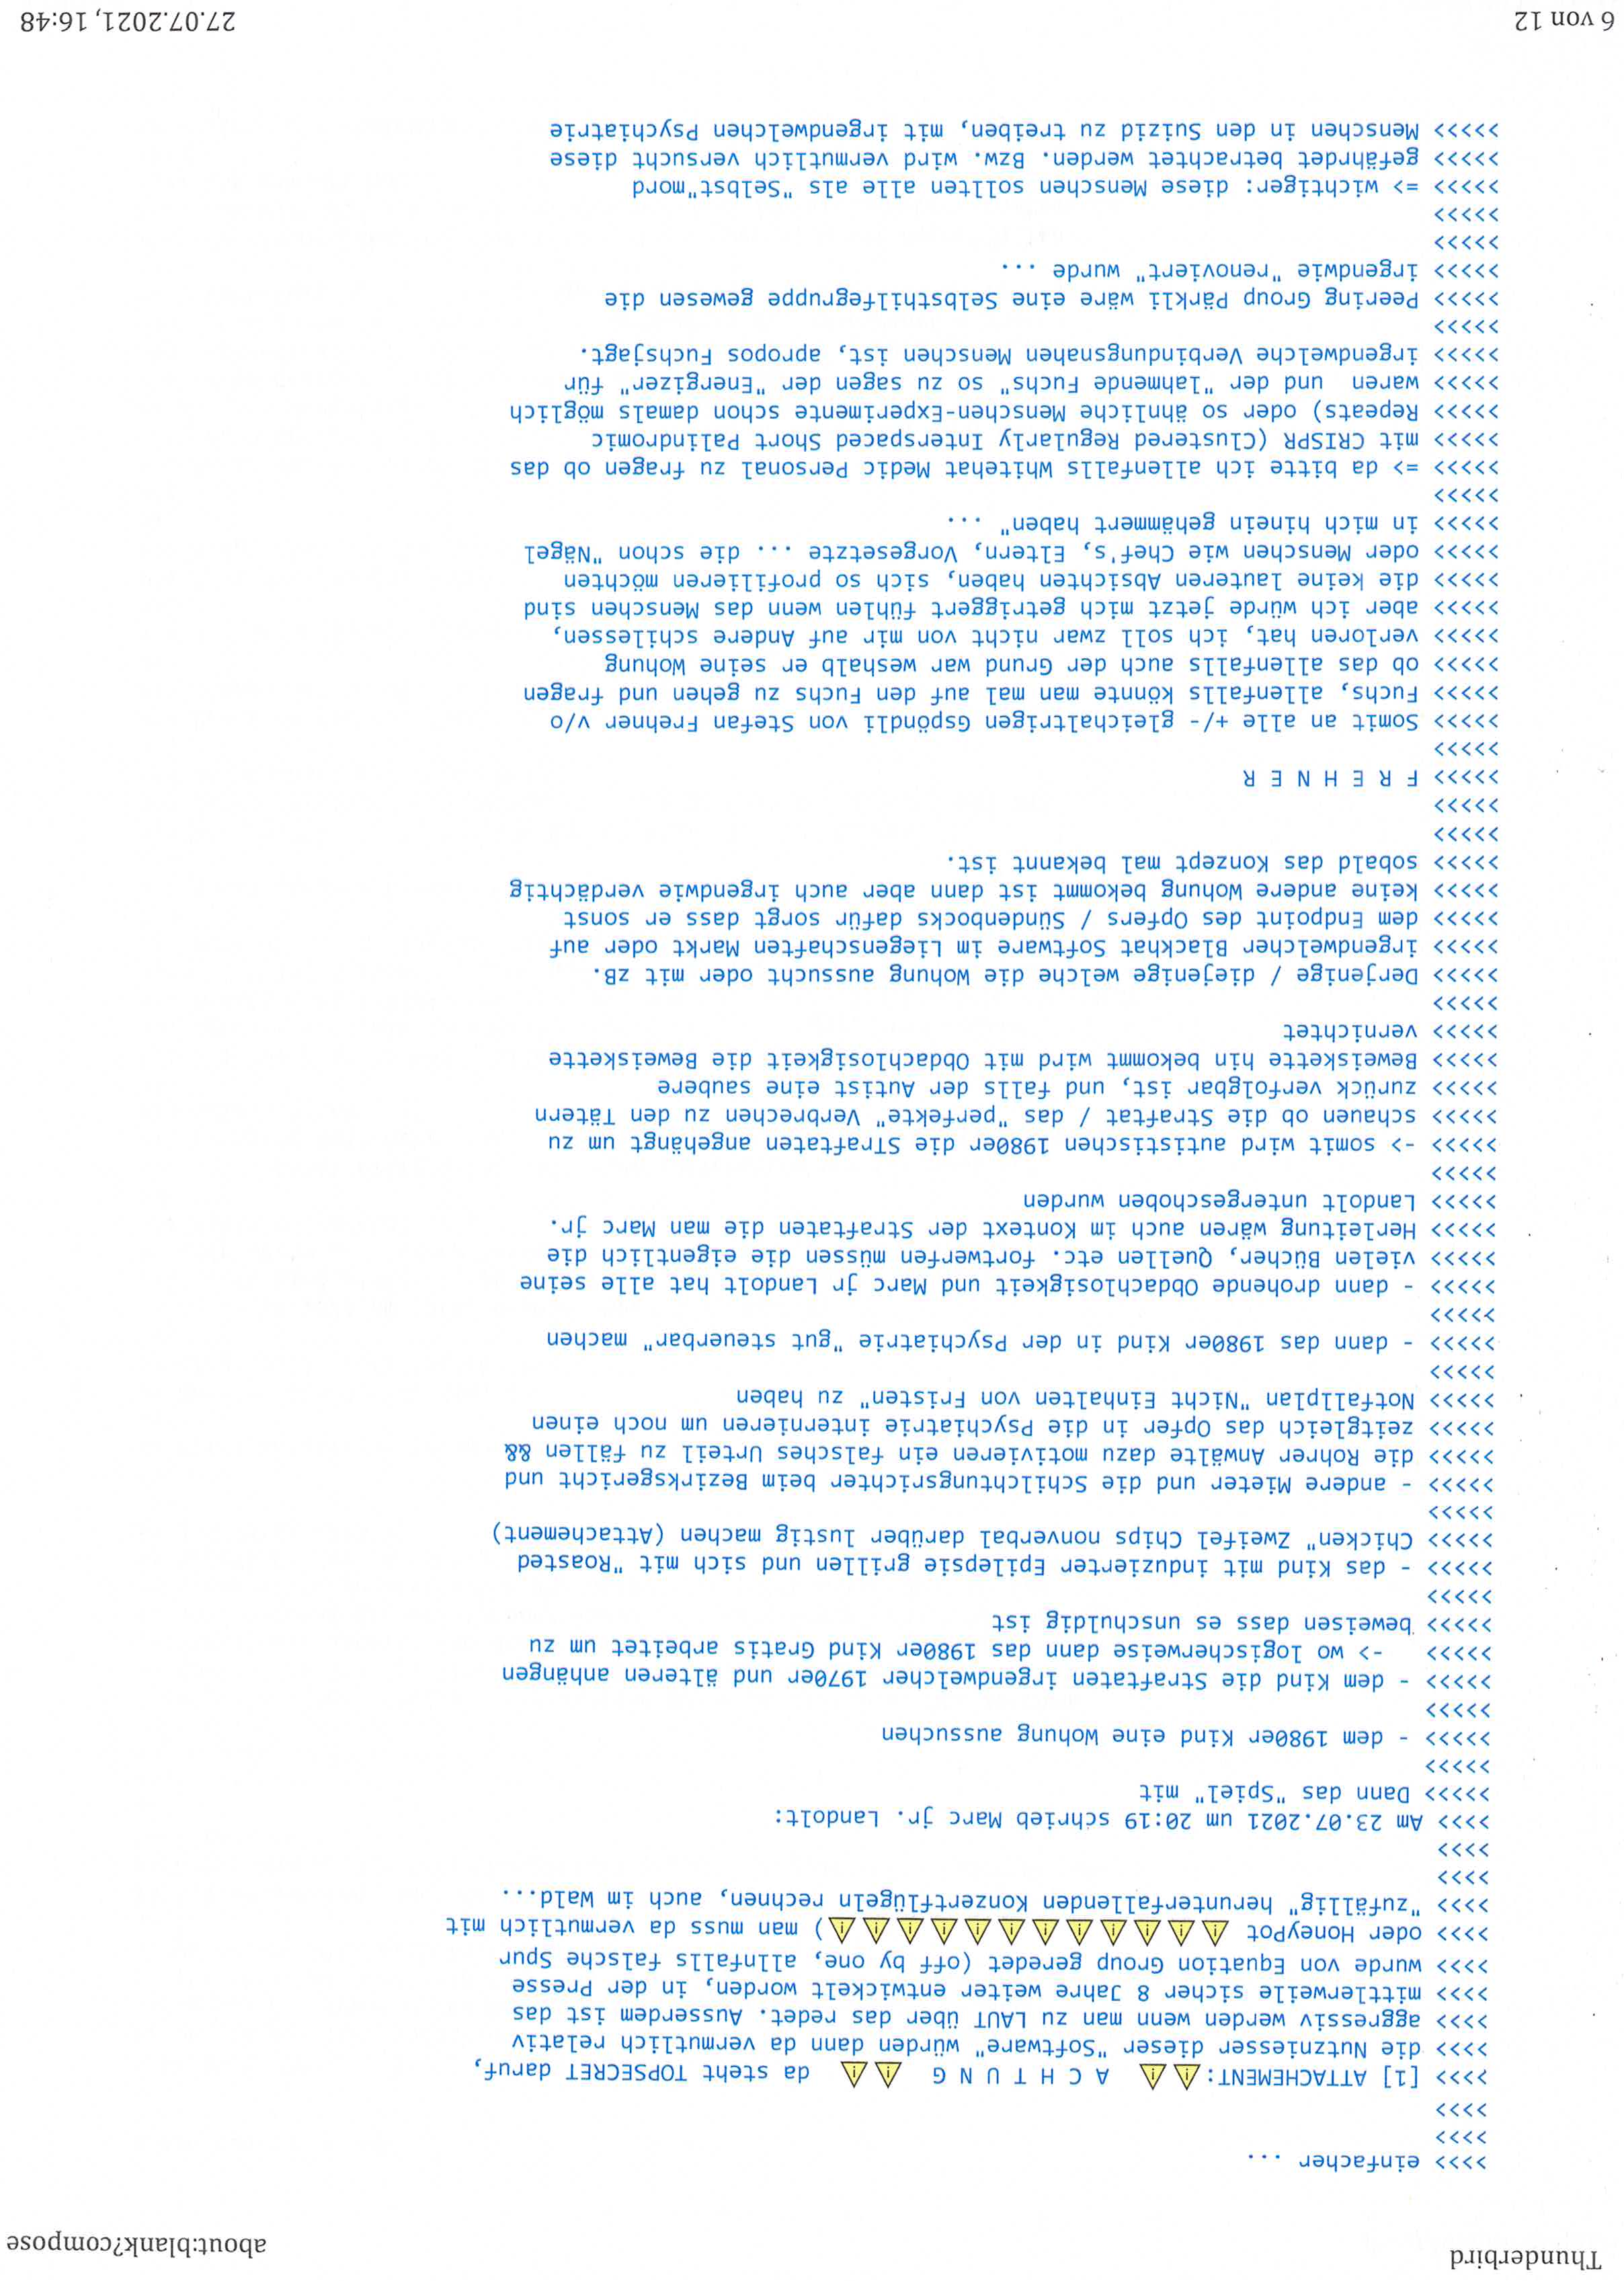 Thunderbird
about:blank?compose
>>>> einfacher ...
>>>>
>>>>
>>>> [1] ATTACHEMENT:⚠⚠ A C H T U N G ⚠⚠ da steht TOPSECRET daruf,
>>>> die Nutzniesser dieser "Software" würden dann da vermutlich relativ
>>>> aggressiv werden wenn man zu LAUT über das redet. Ausserdem ist das
>>>> mittlerweile sicher 8 Jahre weiter entwickelt worden, in der Presse
>>>> wurde von Equation Group geredet (off by one, allnfalls falsche Spur
>>>> oder HoneyPot ⚠⚠⚠⚠⚠⚠⚠⚠⚠⚠⚠⚠) man muss da vermutlich mit
>>>> "zufällig" herunterfallenden Konzertflügeln rechnen, auch im Wald...
>>>>
>>>>
>>>> Am 23.07.2021 um 20:19 schrieb Marc jr. Landolt:
>>>>> Dann das "Spiel" mit
>>>>>
>>>>> - dem 1980er Kind eine Wohung aussuchen
>>>>>
>>>>> - dem Kind die Straftaten irgendwelcher 1970er und älteren anhängen
>>>>>   -> wo logischerweise dann das 1980er Kind Gratis arbeitet um zu
>>>>> beweisen dass es unschuldig ist
>>>>>
>>>>> - das Kind mit induzierter Epilepsie grillen und sich mit "Roasted
>>>>> Chicken" Zweifel Chips nonverbal darüber lustig machen (Attachement)
>>>>>
>>>>> - andere Mieter und die Schlichtungsrichter beim Bezirksgericht und
>>>>> die Rohrer Anwälte dazu motivieren ein falsches Urteil zu fällen &&
>>>>> zeitgleich das Opfer in die Psychiatrie internieren um noch einen
>>>>> Notfallplan "Nicht Einhalten von Fristen" zu haben
>>>>>
>>>>> - dann das 1980er Kind in der Psychiatrie "gut steuerbar" machen
>>>>>
>>>>> - dann drohende Obdachlosigkeit und Marc jr Landolt hat alle seine
>>>>> vielen Bücher, Quellen etc. fortwerfen müssen die eigentlich die
>>>>> Herleitung wären auch im Kontext der Straftaten die man Marc jr.
>>>>> Landolt untergeschoben wurden
>>>>>
>>>>> -> somit wird autistischen 1980er die STraftaten angehängt um zu
>>>>> schauen ob die Straftat / das "perfekte" Verbrechen zu den Tätern
>>>>> zurück verfolgbar ist, und falls der Autist eine saubere
>>>>> Beweiskette hin bekommt wird mit Obdachlosigkeit die Beweiskette
>>>>> vernichtet
>>>>>
>>>>> Derjenige / diejenige welche die Wohung aussucht oder mit zB.
>>>>> irgendwelcher Blackhat Software im Liegenschaften Markt oder auf
>>>>> dem Endpoint des Opfers / Sündenbocks dafür sorgt dass er sonst
>>>>> keine andere Wohung bekommt ist dann aber auch irgendwie verdächtig
>>>>> sobald das Konzept mal bekannt ist.
>>>>>
>>>>>
>>>>> F R E H N E R
>>>>>
>>>>> Somit an alle +/- gleichaltrigen Gspöndli von Stefan Frehner v/o
>>>>> Fuchs, allenfalls könnte man mal auf den Fuchs zu gehen und fragen
>>>>> ob das allenfalls auch der Grund war weshalb er seine Wohung
>>>>> verloren hat, ich soll zwar nicht von mir auf Andere schliessen,
>>>>> aber ich würde jetzt mich getriggert fühlen wenn das Menschen sind
>>>>> die keine lauteren Absichten haben, sich so profilieren möchten
>>>>> oder Menschen wie Chef's, Eltern, Vorgesetzte ... die schon "Nägel
>>>>> in mich hinein gehämmert haben" ...
>>>>>
>>>>> => da bitte ich allenfalls Whitehat Medic Personal zu fragen ob das
>>>>> mit CRISPR (Clustered Regularly Interspaced Short Palindromic
>>>>> Repeats) oder so ähnliche Menschen-Experimente schon damals möglich
>>>>> waren  und der "lahmende Fuchs" so zu sagen der "Energizer" für
>>>>> irgendwelche Verbindungsnahen Menschen ist, apropos Fuchsjagt.
>>>>>
>>>>> Peering Group Pärkli wäre eine Selbsthilfegruppe gewesen die
>>>>> irgendwie "renoviert" wurde ...
>>>>>
>>>>>
>>>>> => wichtiger: diese Menschen sollten alle als "Selbst"mord
>>>>> gefährdet betrachtet werden. Bzw. wird vermutlich versucht diese
>>>>> Menschen in den Suizid zu treiben, mit irgendwelchen Psychiatrie
6 von 12
27.07.2021, 16:48